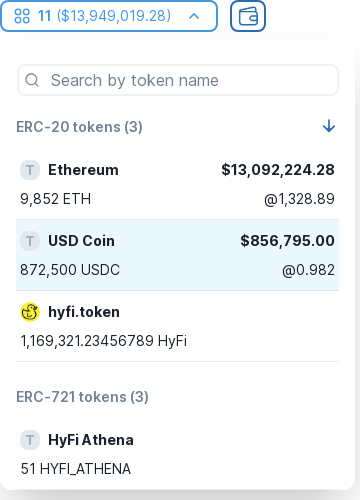 11 ($13,949,019.28)
Search by token name
ERC-20 tokens (3)
T Ethereum $13,092,224.28
9,852 ETH @1,328.89
T USD Coin $856,795.00
872,500 USDC @0.982
hyfi.token
1,169,321.23456789 HyFi
ERC-721 tokens (3)
T HyFi Athena
51 HYFI_ATHENA